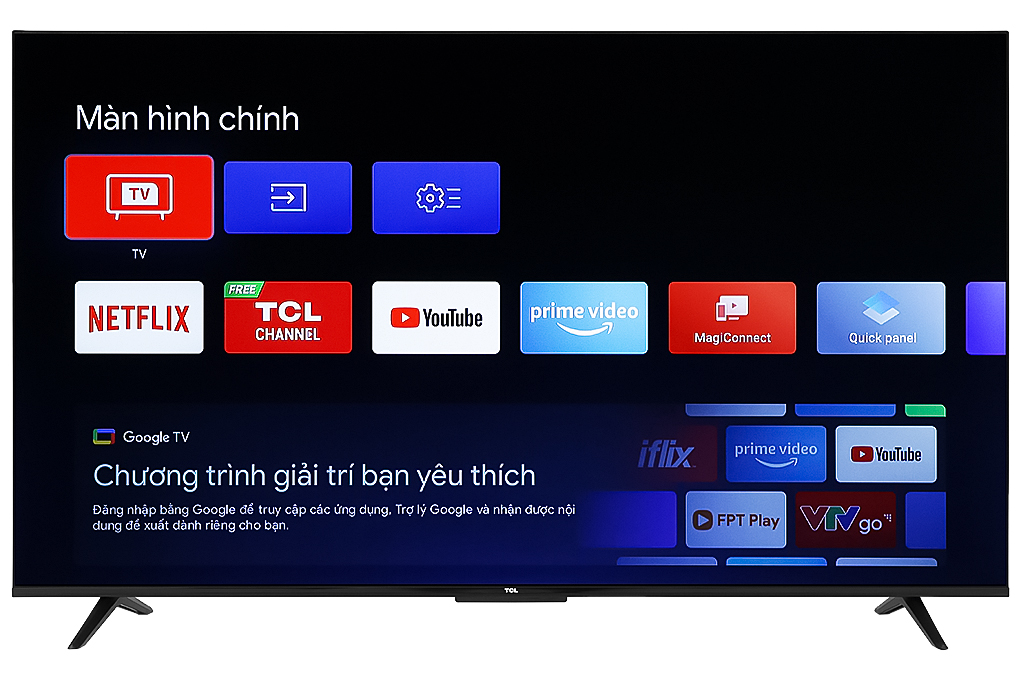 Màn hình chính
TV
TV
NETFLIX
FREE
TCL
CHANNEL
YouTube
prime video
MagiConnect
Quick panel
Google TV
Chương trình giải trí bạn yêu thích
Đăng nhập bằng Google để truy cập các ứng dụng, Trợ lý Google và nhận được nội
dung đề xuất dành riêng cho bạn.
iflix
prime video
YouTube
FPT Play
VTV go
TCL